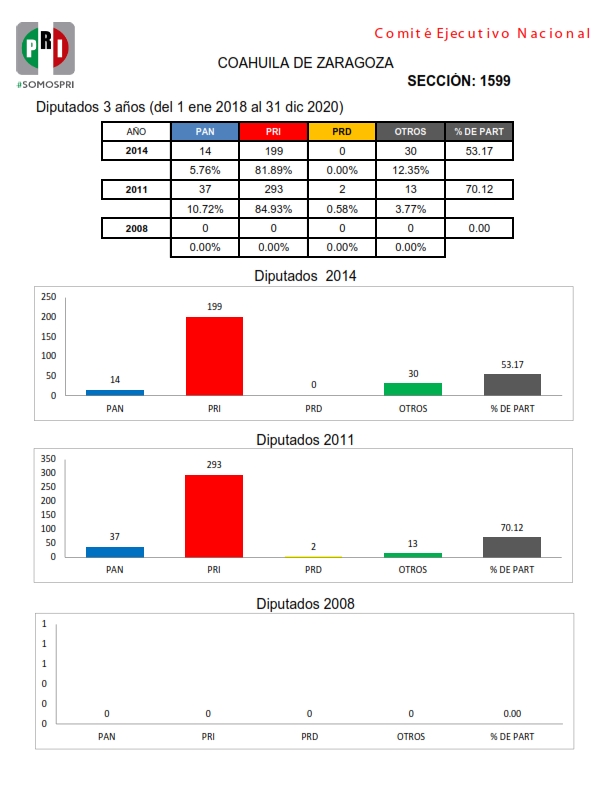 Comité Ejecutivo Nacional
PRI
#SOMOSPRI
COAHUILA DE ZARAGOZA
SECCIÓN: 1599
Diputados 3 años (del 1 ene 2018 al 31 dic 2020)
AÑO PAN PRI PRD OTROS % DE PART
2014 14 199 0 30 53.17
5.76% 81.89% 0.00% 12.35%
2011 37 293 2 13 70.12
10.72% 84.93% 0.58% 3.77%
2008 0 0 0 0 0.00
0.00% 0.00% 0.00% 0.00%
Diputados 2014
250
200
150
100
50
0
14 199 0 30 53.17
PAN PRI PRD OTROS % DE PART
Diputados 2011
350
300
250
200
150
100
50
0
37 293 2 13 70.12
PAN PRI PRD OTROS % DE PART
Diputados 2008
1
1
1
0
0
0
0 0 0 0 0.00
PAN PRI PRD OTROS % DE PART